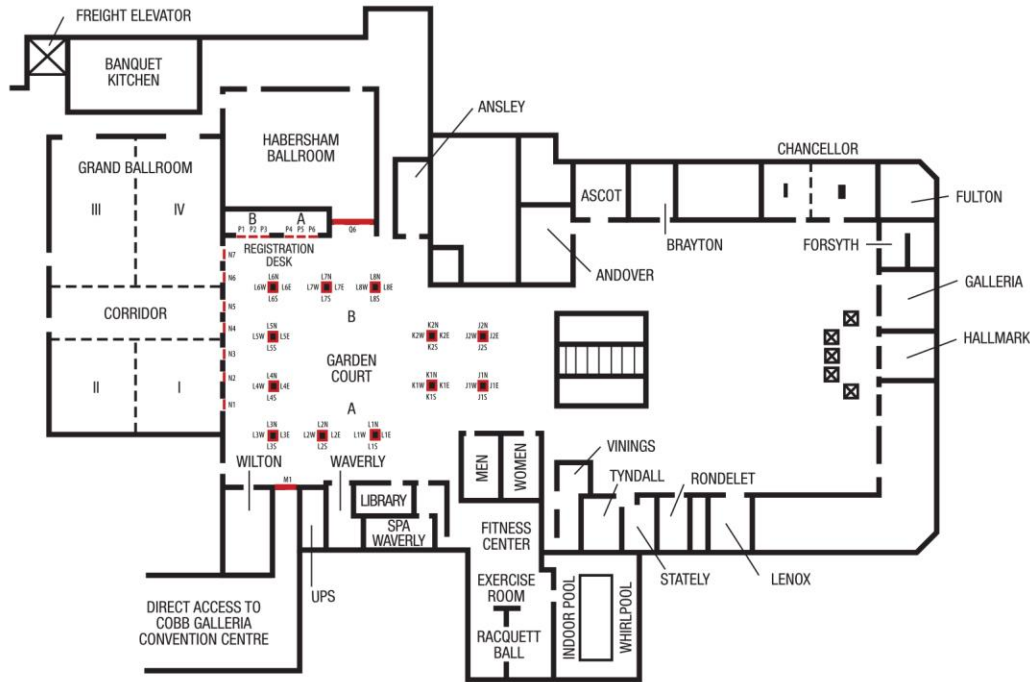 FREIGHT ELEVATOR
BANQUET
KITCHEN
ANSLEY
HABERSHAM
BALLROOM
CHANCELLOR
GRAND BALLROOM
ASCOT
FULTON
III
IV
B
A
P1 P2 P3
P4 P5 P6
Q6
BRAYTON
FORSYTH
REGISTRATION
DESK
ANDOVER
N7
N6
L6N
L6W
L6E
L6S
L7N
L7W
L7E
L7S
L8N
L8W
L8E
L8S
GALLERIA
CORRIDOR
N5
N4
B
L5N
L5W
L5E
L5S
K2N
K2W
K2E
K2S
J2N
J2W
J2E
J2S
HALLMARK
GARDEN
COURT
II
I
N3
N2
N1
L4N
L4W
L4E
L4S
K1N
K1W
K1E
K1S
J1N
J1W
J1E
J1S
A
L3N
L3W
L3E
L3S
L2N
L2W
L2E
L2S
L1N
L1W
L1E
L1S
WILTON
WAVERLY
MEN
WOMEN
VININGS
TYNDALL
RONDELET
M1
LIBRARY
SPA
WAVERLY
FITNESS
CENTER
UPS
STATELY
LENOX
EXERCISE
ROOM
INDOOR POOL
WHIRLPOOL
DIRECT ACCESS TO
COBB GALLERIA
CONVENTION CENTRE
RACQUETT
BALL